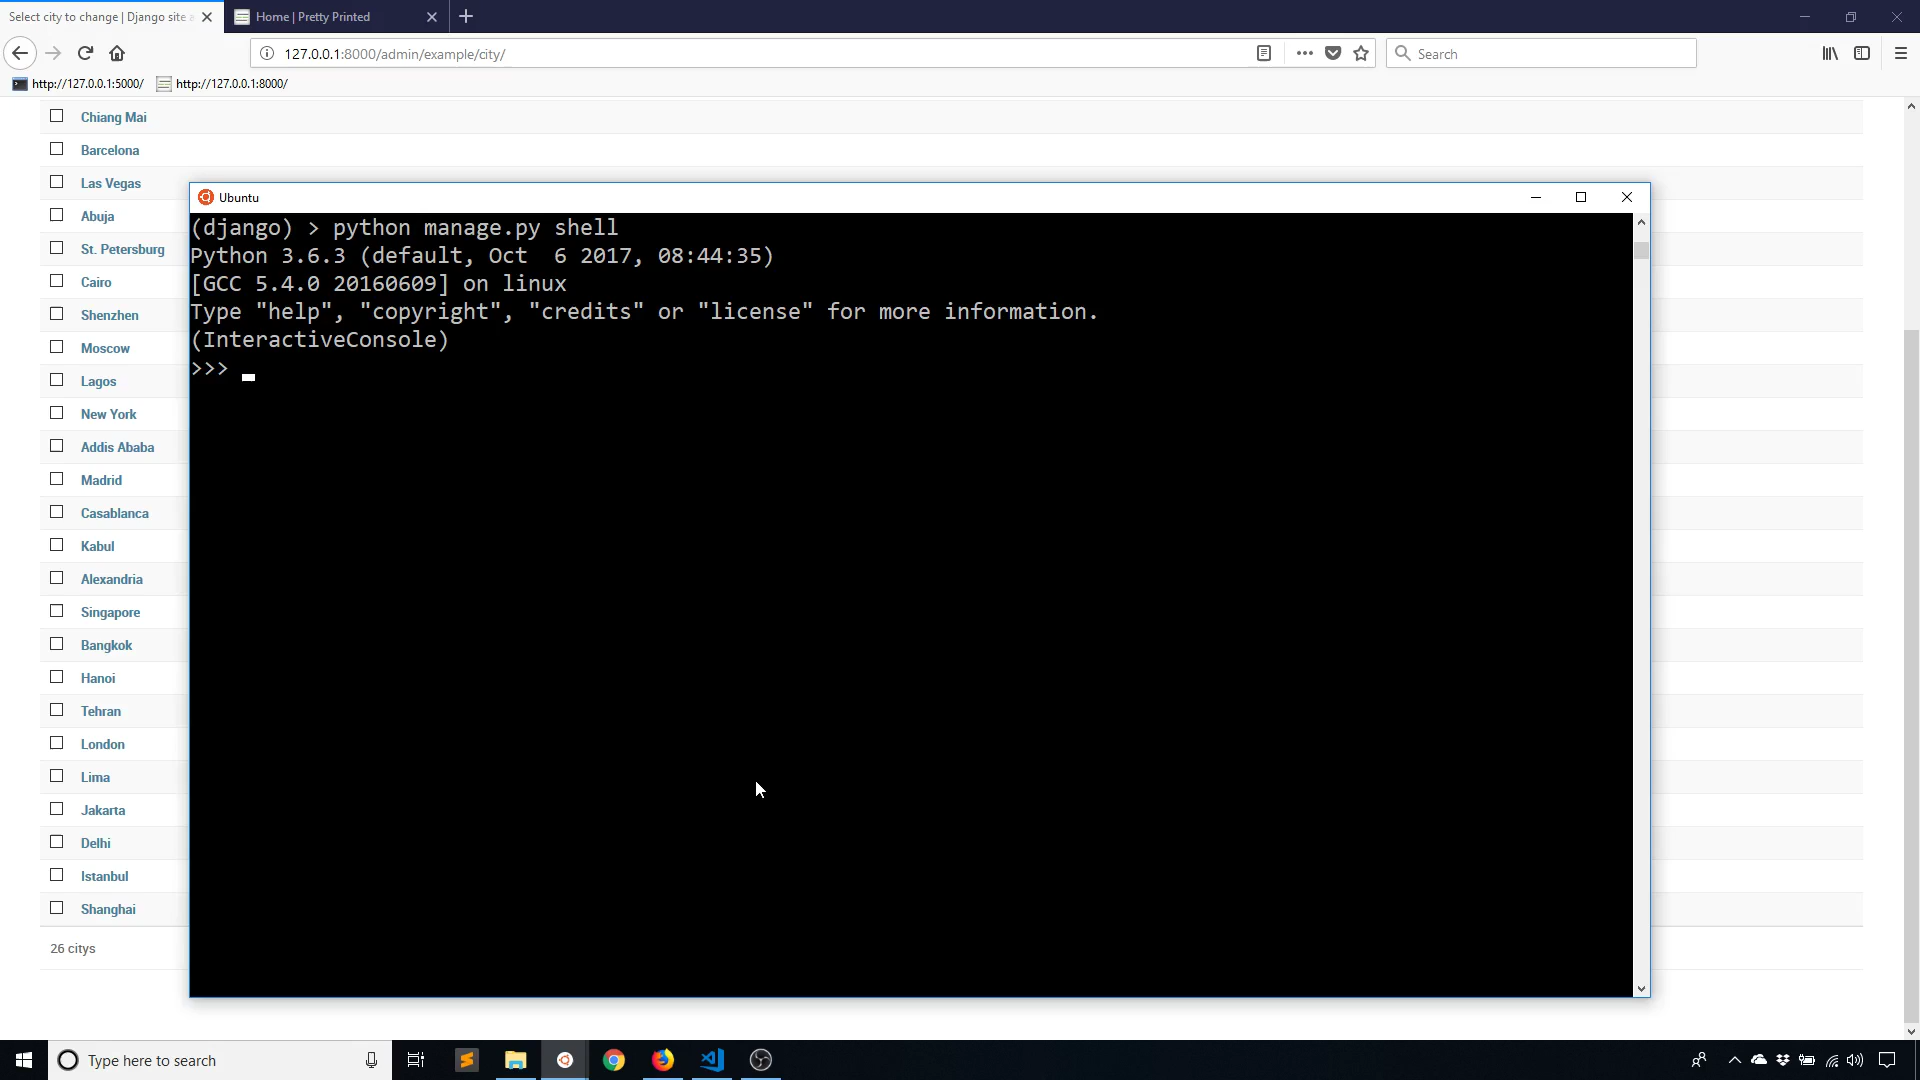 Select city to change | Django site a
Home | Pretty Printed
127.0.0.1:8000/admin/example/city/
Search
http://127.0.0.1:5000/
http://127.0.0.1:8000/
Chiang Mai
Barcelona
Las Vegas
Abuja
St. Petersburg
Cairo
Shenzhen
Moscow
Lagos
New York
Addis Ababa
Madrid
Casablanca
Kabul
Alexandria
Singapore
Bangkok
Hanoi
Tehran
London
Lima
Jakarta
Delhi
Istanbul
Shanghai
26 citys
Ubuntu
(django) > python manage.py shell
Python 3.6.3 (default, Oct  6 2017, 08:44:35)
[GCC 5.4.0 20160609] on linux
Type "help", "copyright", "credits" or "license" for more information.
(InteractiveConsole)
>>>
Type here to search